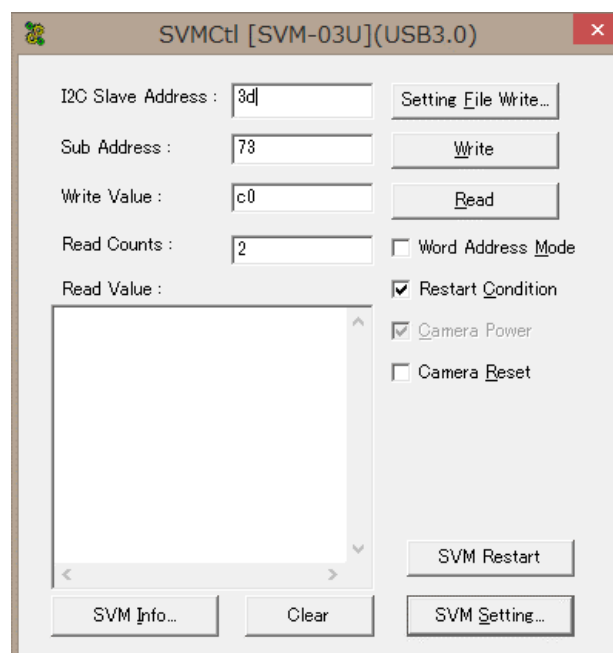 SVMCtl [SVM-03U](USB3.0)
I2C Slave Address : 3d Setting File Write...
Sub Address : 73 Write
Write Value : c0 Read
Read Counts : 2 Word Address Mode
Read Value : Restart Condition
Camera Power
Camera Reset
SVM Restart
SVM Info... Clear SVM Setting...